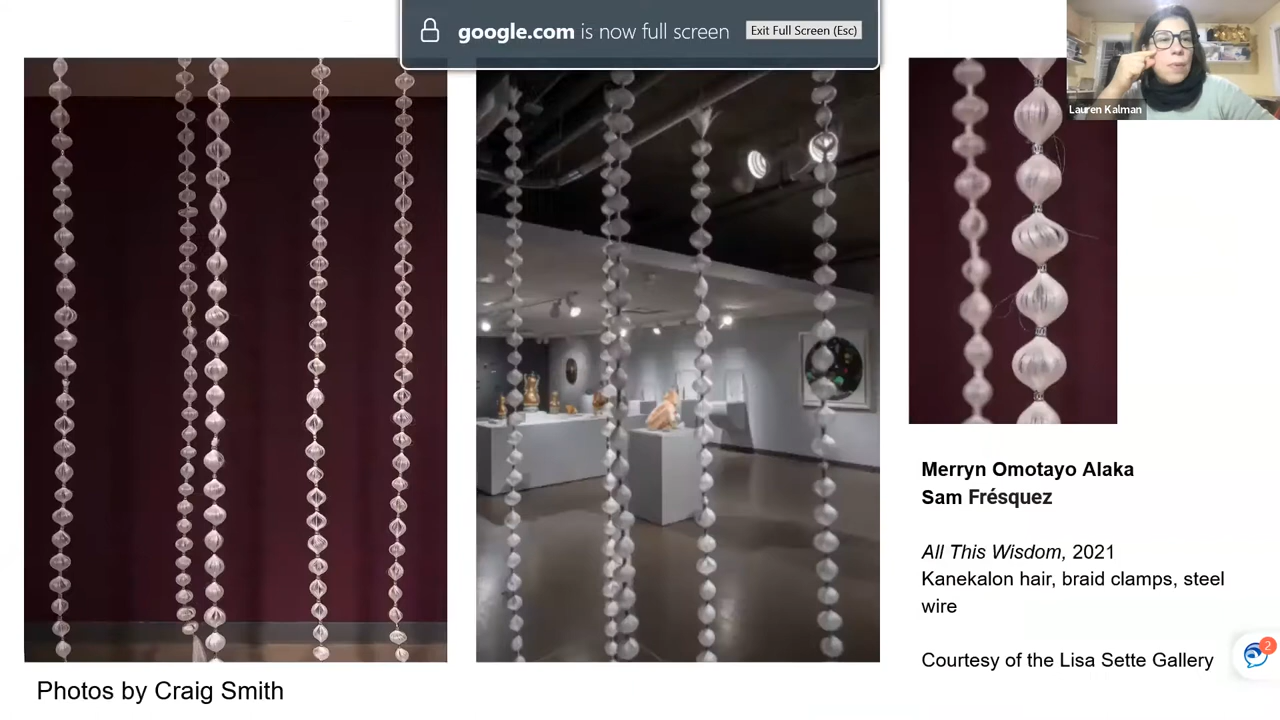 google.com is now full screen Exit Full Screen (Esc)
Lauren Kalman
Merryn Omotayo Alaka
Sam Frésquez
All This Wisdom, 2021
Kanekalon hair, braid clamps, steel
wire
Courtesy of the Lisa Sette Gallery
2
Photos by Craig Smith